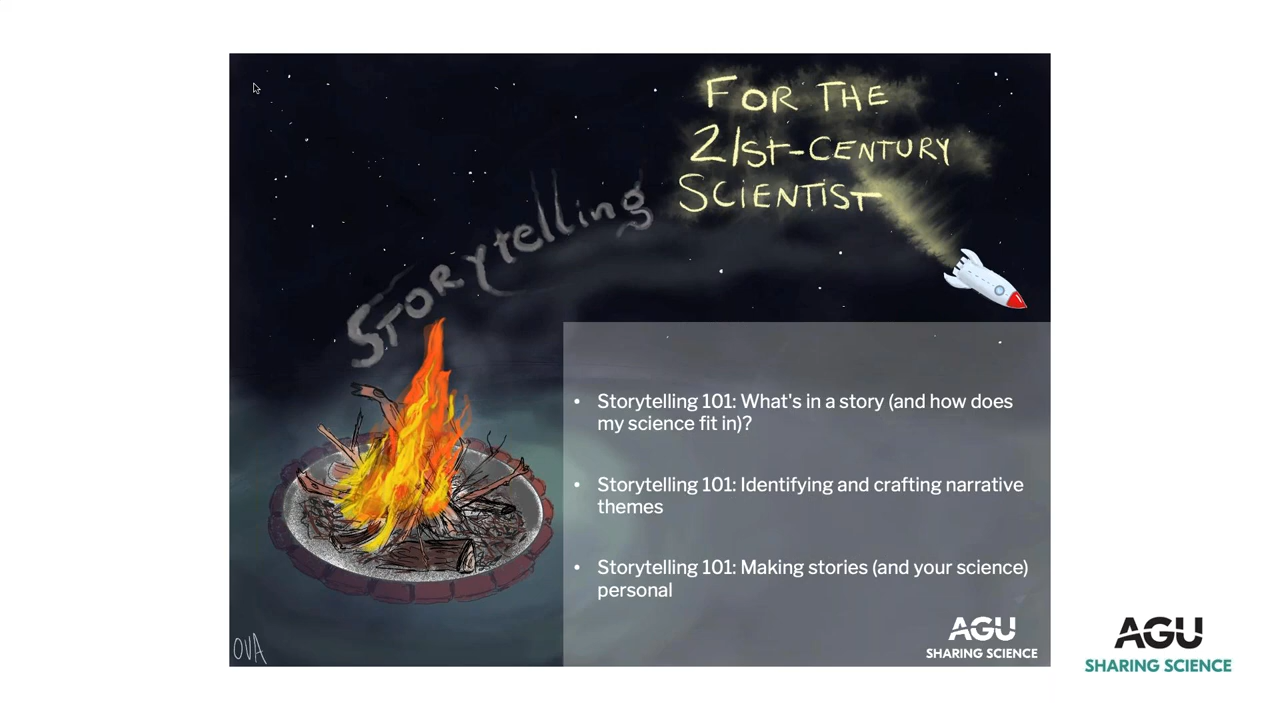 FOR THE
21ST-CENTURY
SCIENTIST
STORytelling
• Storytelling 101: What's in a story (and how does
my science fit in)?
• Storytelling 101: Identifying and crafting narrative
themes
• Storytelling 101: Making stories (and your science)
personal
OVA
AGU
SHARING SCIENCE
AGU
SHARING SCIENCE